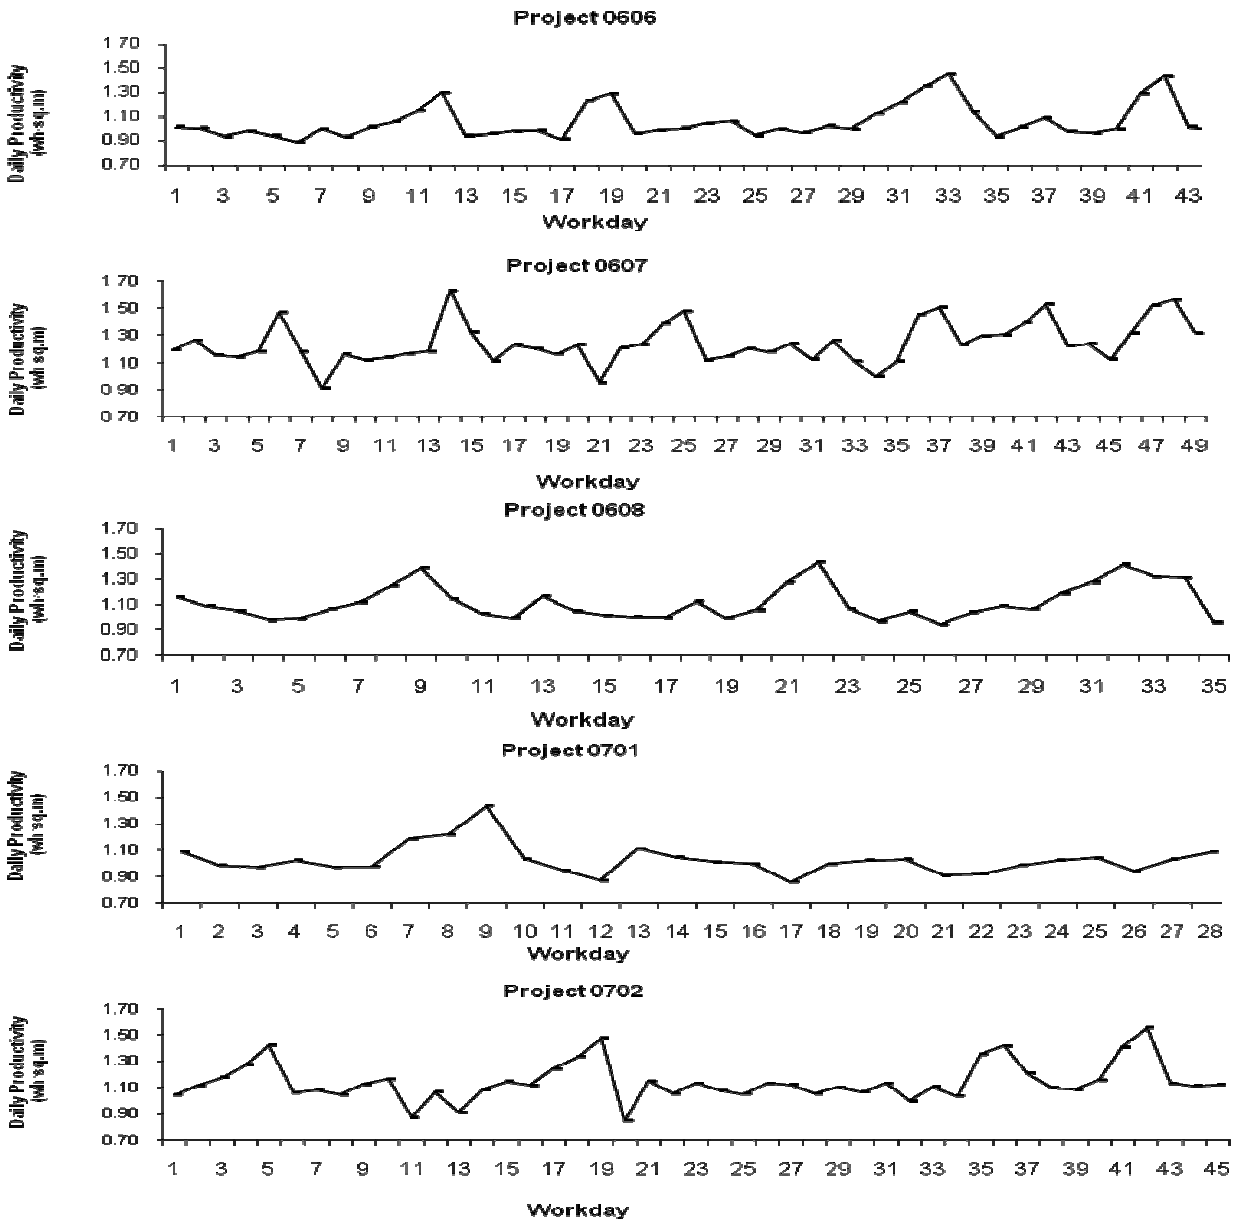 Project 0606
1 70
1.50
1.30
1 10
0.90
0.70
Daily Productivity
(wh·sq.m)
1 3 5 7 9 11 13 15 17 19 21 23 25 27 29 31 33 35 37 39 41 43
Workday
Project 0607
1 70
1 50
1 30
1 10
0 90
0 70
Daily Productivity
(wh·sq.m)
1 3 5 7 9 11 13 15 17 19 21 23 25 27 29 31 33 35 37 39 41 43 45 47 49
Workday
Project 0608
1.70
1.50
1.30
1.10
0.90
0.70
Daily Productivity
(wh·sq.m)
1 3 5 7 9 11 13 15 17 19 21 23 25 27 29 31 33 35
Workday
Project 0701
1.70
1.50
1.30
1.10
0.90
0.70
Daily Productivity
(wh·sq.m)
1 2 3 4 5 6 7 8 9 10 11 12 13 14 15 16 17 18 19 20 21 22 23 24 25 26 27 28
Workday
Project 0702
1.70
1.50
1.30
1.10
0.90
0.70
Daily Productivity
(wh·sq.m)
1 3 5 7 9 11 13 15 17 19 21 23 25 27 29 31 33 35 37 39 41 43 45
Workday